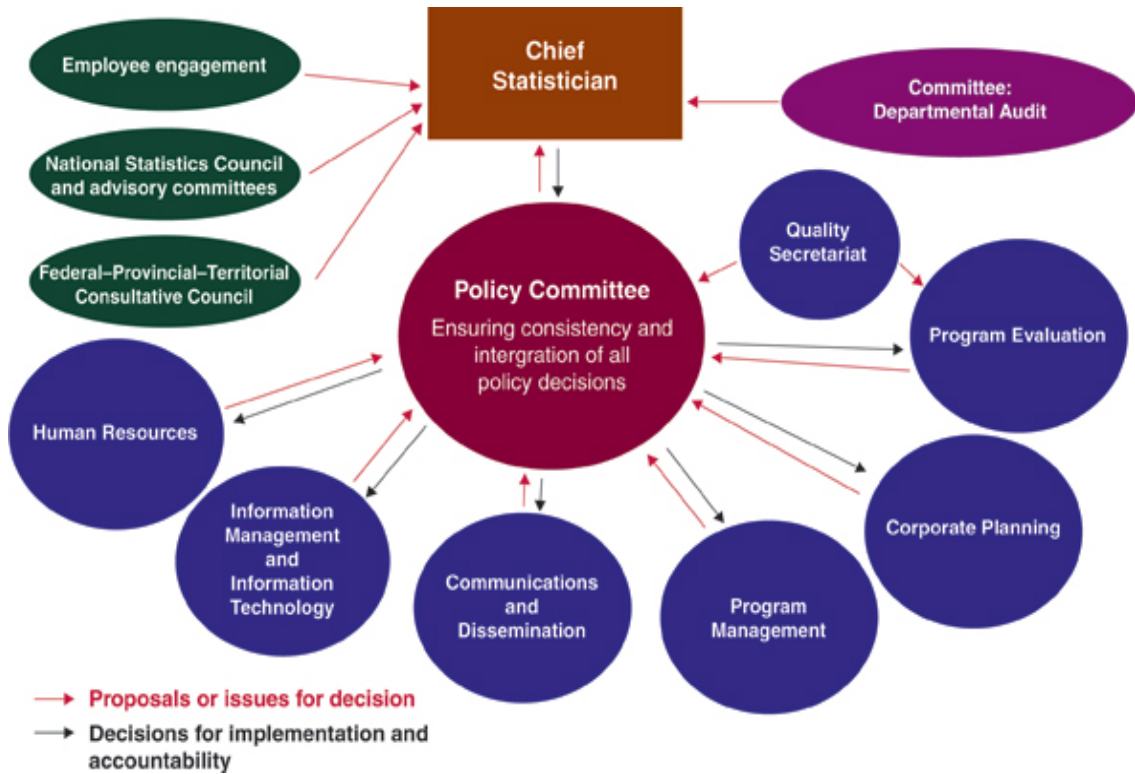 Employee engagement
Chief
Statistician
Committee:
Departmental Audit
National Statistics Council
and advisory committees
Quality
Secretariat
Federal–Provincial–Territorial
Consultative Council
Policy Committee
Ensuring consistency and
intergration of all
policy decisions
Program Evaluation
Human Resources
Information
Management
and
Information
Technology
Corporate Planning
Communications
and
Dissemination
Program
Management
Proposals or issues for decision
Decisions for implementation and
accountability